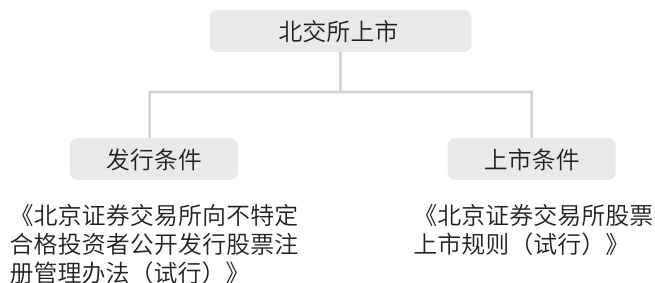 北交所上市
发行条件
上市条件
《北京证券交易所向不特定
合格投资者公开发行股票注
册管理办法（试行）》
《北京证券交易所股票
上市规则（试行）》